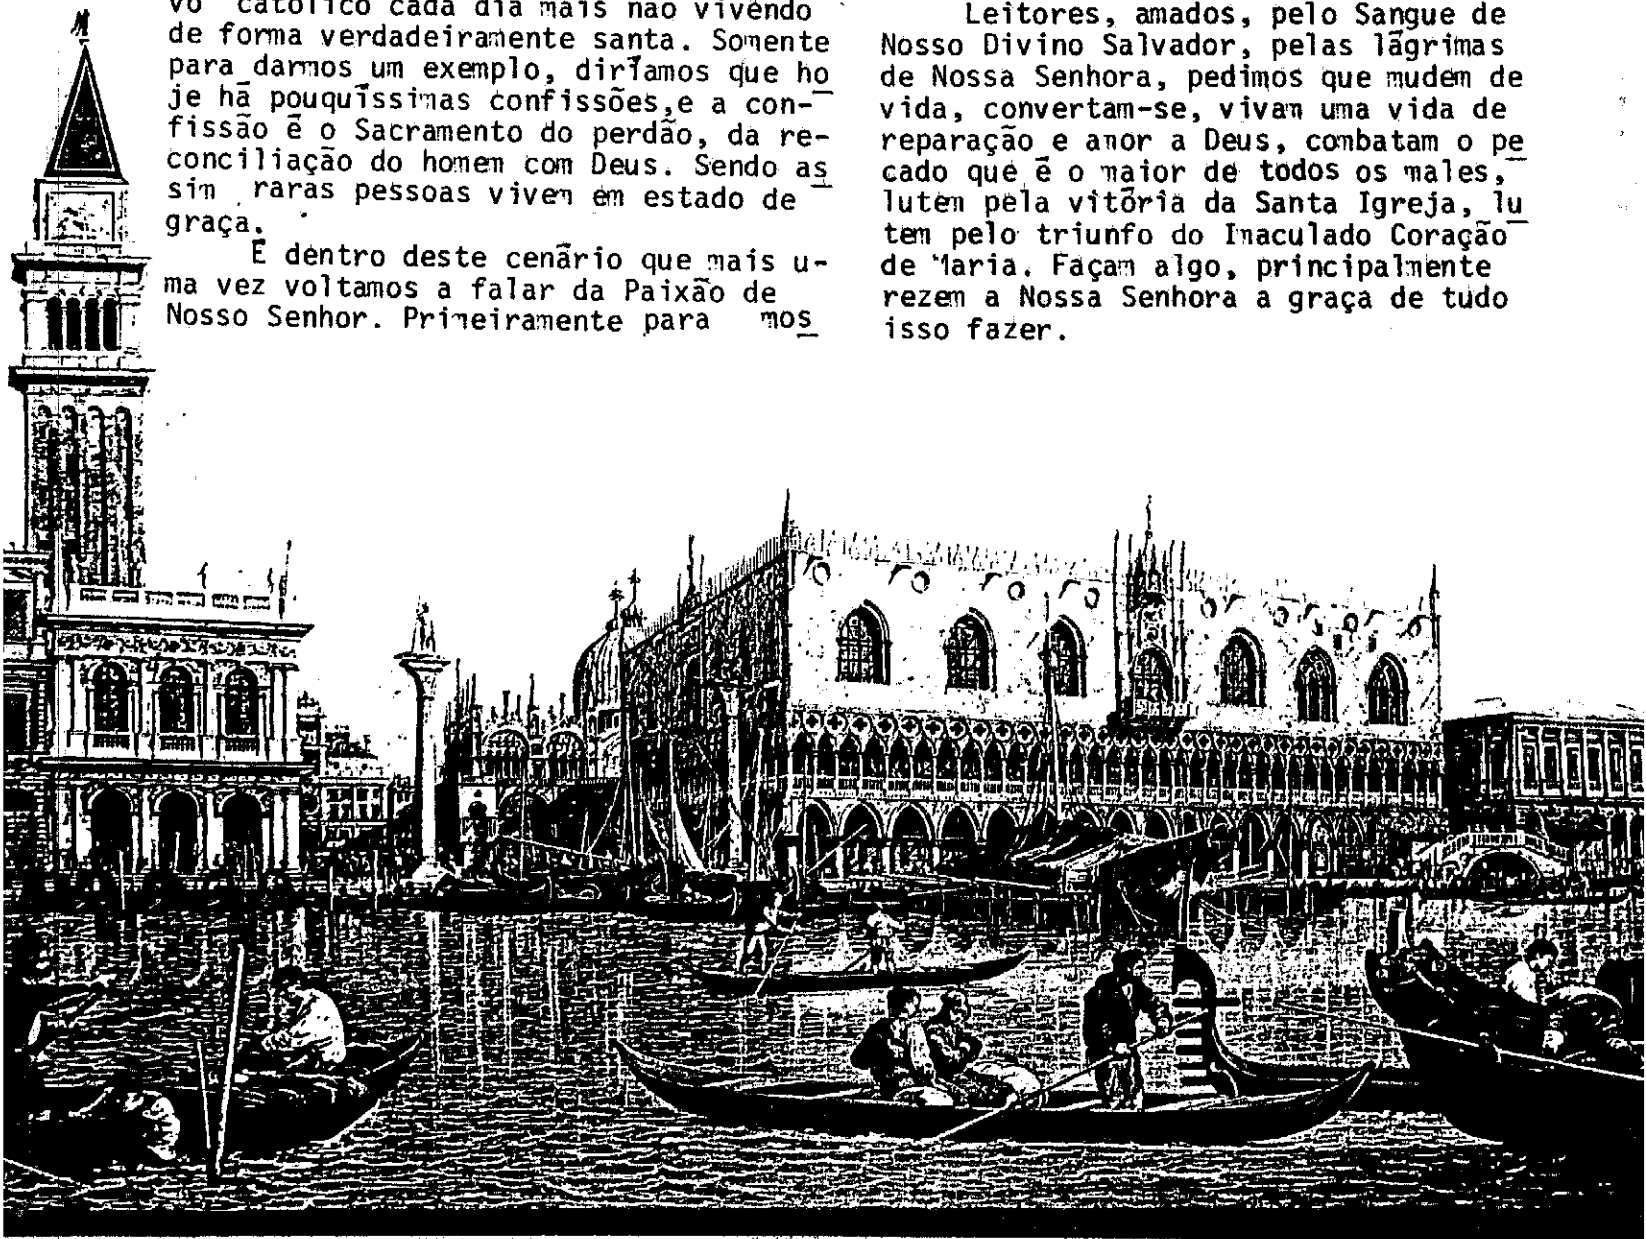 vo católico cada dia mais não vivendo
de forma verdadeiramente santa. Somente
para darmos um exemplo, diríamos que ho
je há pouquíssimas confissões,e a con-
fissão é o Sacramento do perdão, da re-
conciliação do homem com Deus. Sendo as
sim raras pessoas vivem em estado de
graça.
E dentro deste cenário que mais u-
ma vez voltamos a falar da Paixão de
Nosso Senhor. Primeiramente para mos
Leitores, amados, pelo Sangue de
Nosso Divino Salvador, pelas lágrimas
de Nossa Senhora, pedimos que mudem de
vida, convertam-se, vivam uma vida de
reparação e amor a Deus, combatam o pe
cado que é o maior de todos os males,
lutem pela vitória da Santa Igreja, lu
tem pelo triunfo do Imaculado Coração
de Maria. Façam algo, principalmente
rezem a Nossa Senhora a graça de tudo
isso fazer.